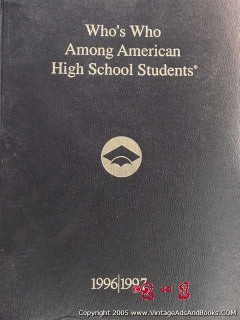 Who's Who
Among American
High School Students®
1996|1997
Copyright © 2005 www.VintageAdsAndBooks.com